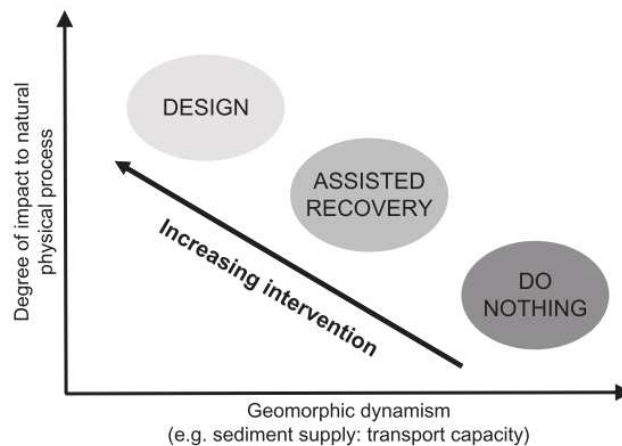 Degree of impact to natural
physical process
DESIGN
ASSISTED
RECOVERY
DO
NOTHING
Increasing intervention
Geomorphic dynamism
(e.g. sediment supply: transport capacity)